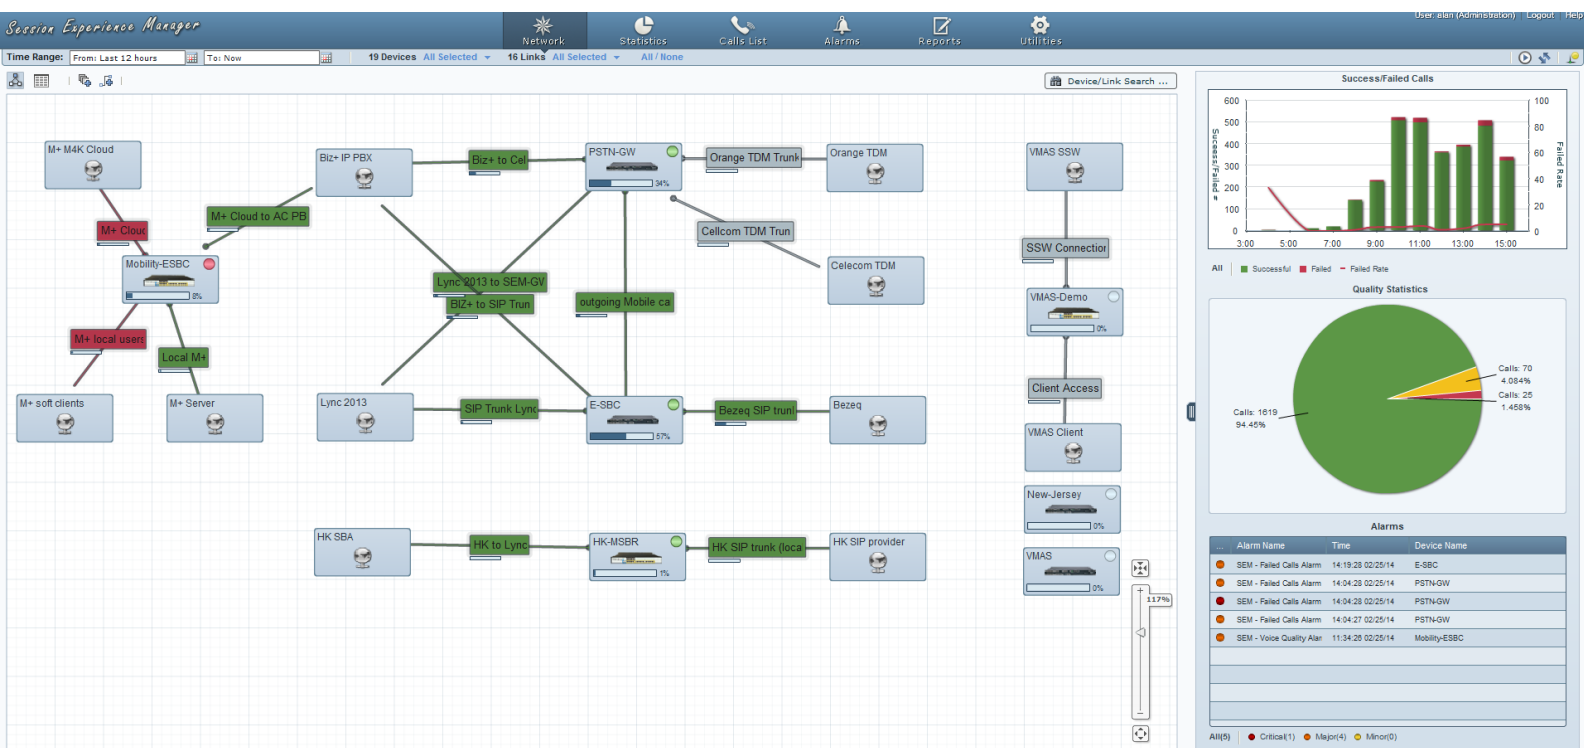 User: alan (Administration) Logout Help
Session Experience Manager
Network
Statistics
Calls List
Alarms
Reports
Utilities
Time Range: From: Last 12 hours To: Now 19 Devices All Selected 16 Links All Selected All / None
Device/Link Search ...
M+ M4K Cloud
Biz+ IP PBX
Biz+ to Cel
PSTN-GW
34%
Orange TDM Trunk
Orange TDM
VMAS SSW
M+ Cloud
M+ Cloud to AC PB
Cellcom TDM Trun
SSW Connection
Mobility-ESBC
8%
Lync 2013 to SEM-GV
BIZ+ to SIP Trun
outgoing Mobile ca
Celecom TDM
VMAS-Demo
0%
M+ local users
Local M+
Client Access
M+ soft clients
M+ Server
Lync 2013
SIP Trunk Lync
E-SBC
57%
Bezeq SIP trunl
Bezeq
VMAS Client
New-Jersey
0%
HK SBA
HK to Lync
HK-MSBR
1%
HK SIP trunk (loca
HK SIP provider
VMAS
0%
+
117%
−
Success/Failed Calls
Success/Failed #
600
500
400
300
200
100
0
100
80
60
40
20
0
Failed Rate
3:00 5:00 7:00 9:00 11:00 13:00 15:00
All Successful Failed Failed Rate
Quality Statistics
Calls: 70
4.084%
Calls: 25
1.458%
Calls: 1619
94.45%
Alarms
... Alarm Name Time Device Name
SEM - Failed Calls Alarm 14:19:28 02/25/14 E-SBC
SEM - Failed Calls Alarm 14:04:28 02/25/14 PSTN-GW
SEM - Failed Calls Alarm 14:04:28 02/25/14 PSTN-GW
SEM - Failed Calls Alarm 14:04:27 02/25/14 PSTN-GW
SEM - Voice Quality Alar 11:34:26 02/25/14 Mobility-ESBC
All(5) Critical(1) Major(4) Minor(0)